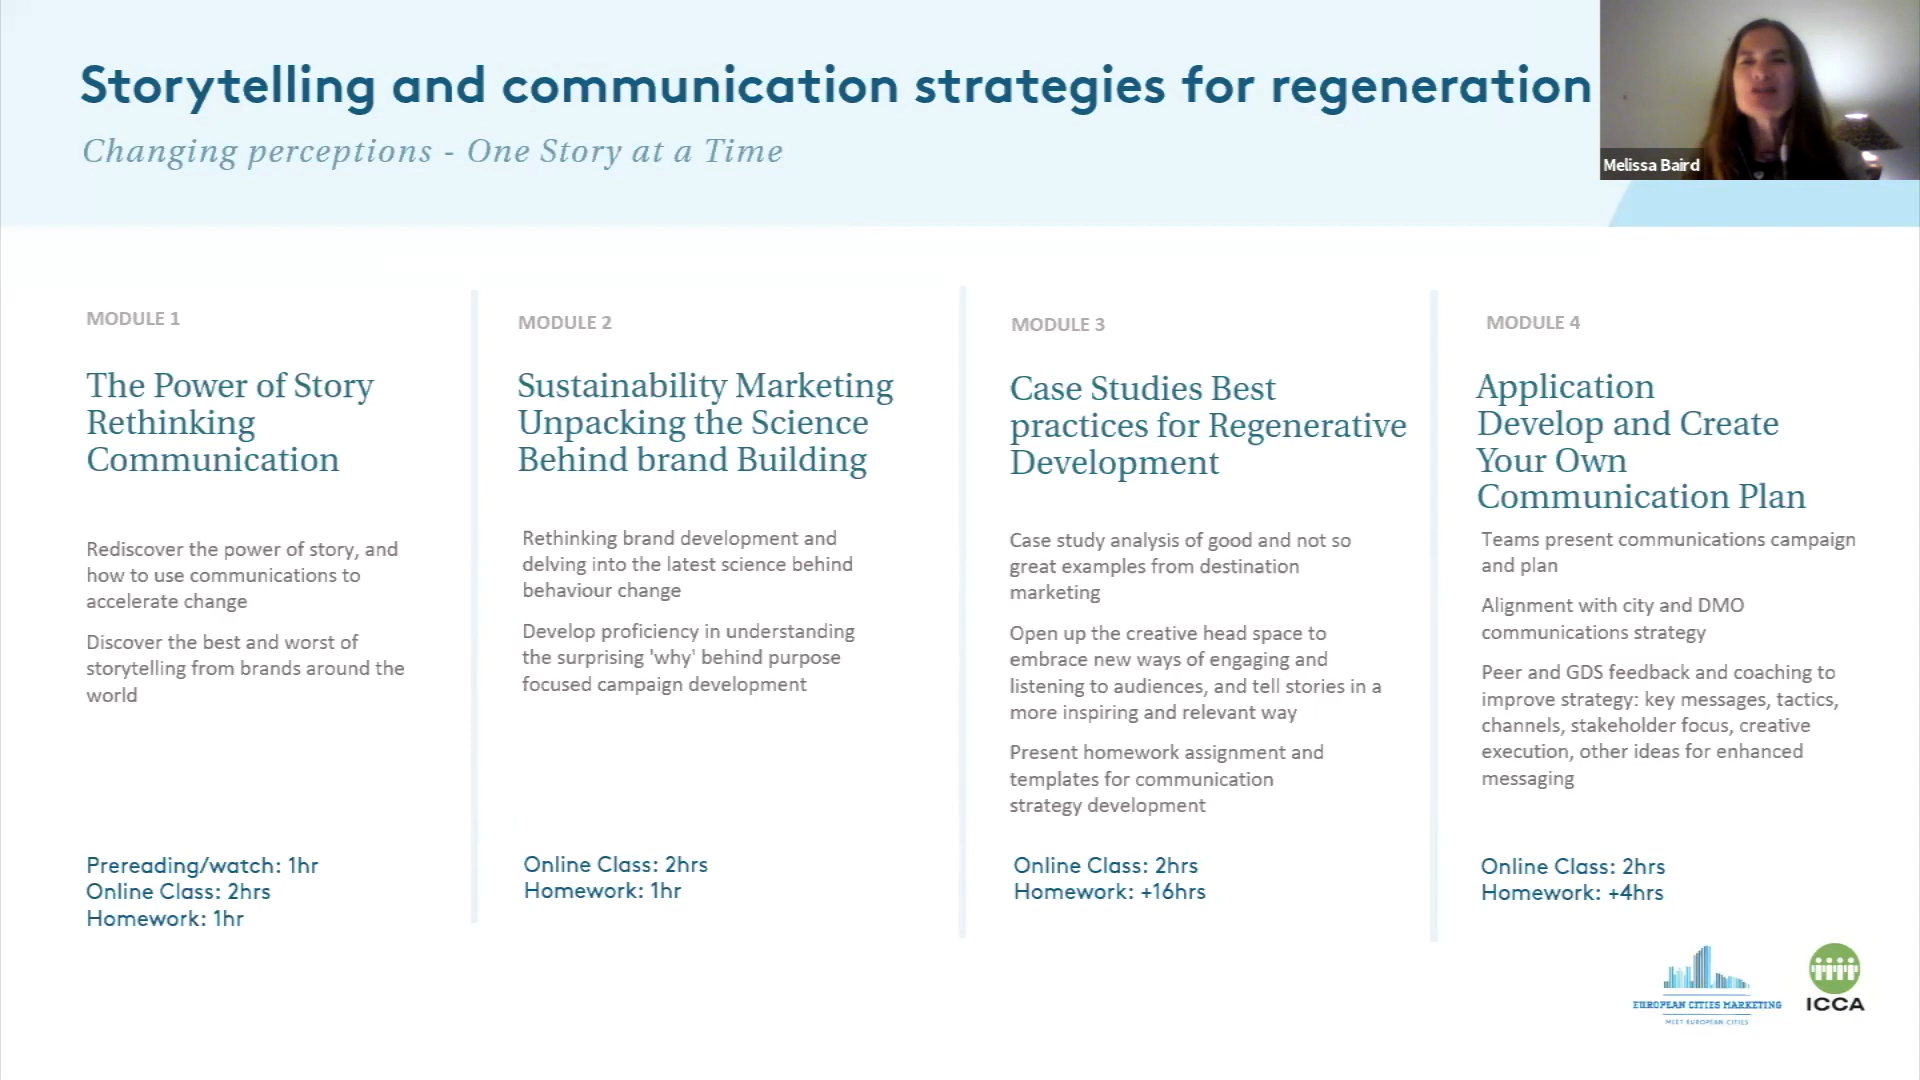 Storytelling and communication strategies for regeneration
Changing perceptions - One Story at a Time
Melissa Baird
MODULE 1
The Power of Story
Rethinking
Communication
Rediscover the power of story, and
how to use communications to
accelerate change
Discover the best and worst of
storytelling from brands around the
world
Prereading/watch: 1hr
Online Class: 2hrs
Homework: 1hr
MODULE 2
Sustainability Marketing
Unpacking the Science
Behind brand Building
Rethinking brand development and
delving into the latest science behind
behaviour change
Develop proficiency in understanding
the surprising 'why' behind purpose
focused campaign development
Online Class: 2hrs
Homework: 1hr
MODULE 3
Case Studies Best
practices for Regenerative
Development
Case study analysis of good and not so
great examples from destination
marketing
Open up the creative head space to
embrace new ways of engaging and
listening to audiences, and tell stories in a
more inspiring and relevant way
Present homework assignment and
templates for communication
strategy development
Online Class: 2hrs
Homework: +16hrs
MODULE 4
Application
Develop and Create
Your Own
Communication Plan
Teams present communications campaign
and plan
Alignment with city and DMO
communications strategy
Peer and GDS feedback and coaching to
improve strategy: key messages, tactics,
channels, stakeholder focus, creative
execution, other ideas for enhanced
messaging
Online Class: 2hrs
Homework: +4hrs
EUROPEAN CITIES MARKETING
MEET EUROPEAN CITIES
ICCA